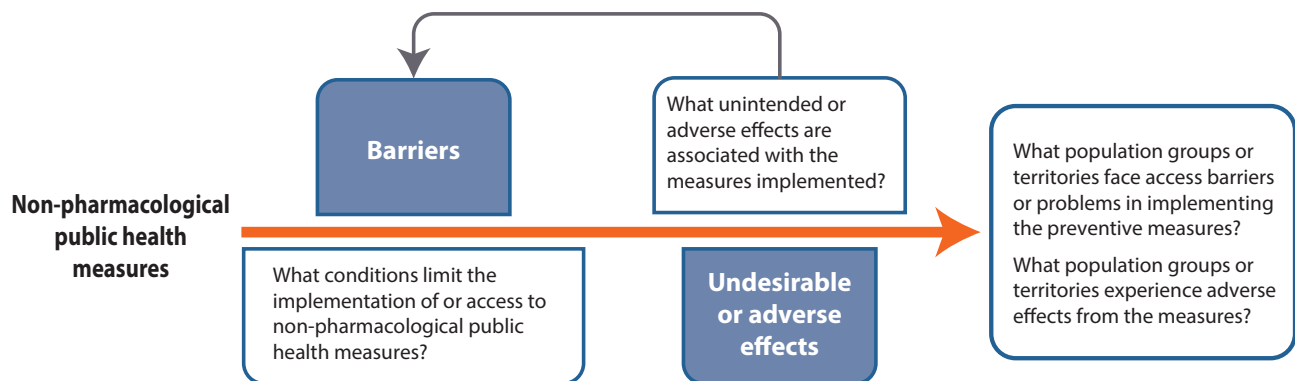 Non-pharmacological
public health
measures
Barriers
What conditions limit the
implementation of or access to
non-pharmacological public
health measures?
What unintended or
adverse effects are
associated with the
measures implemented?
Undesirable
or adverse
effects
What population groups or
territories face access barriers
or problems in implementing
the preventive measures?
What population groups or
territories experience adverse
effects from the measures?